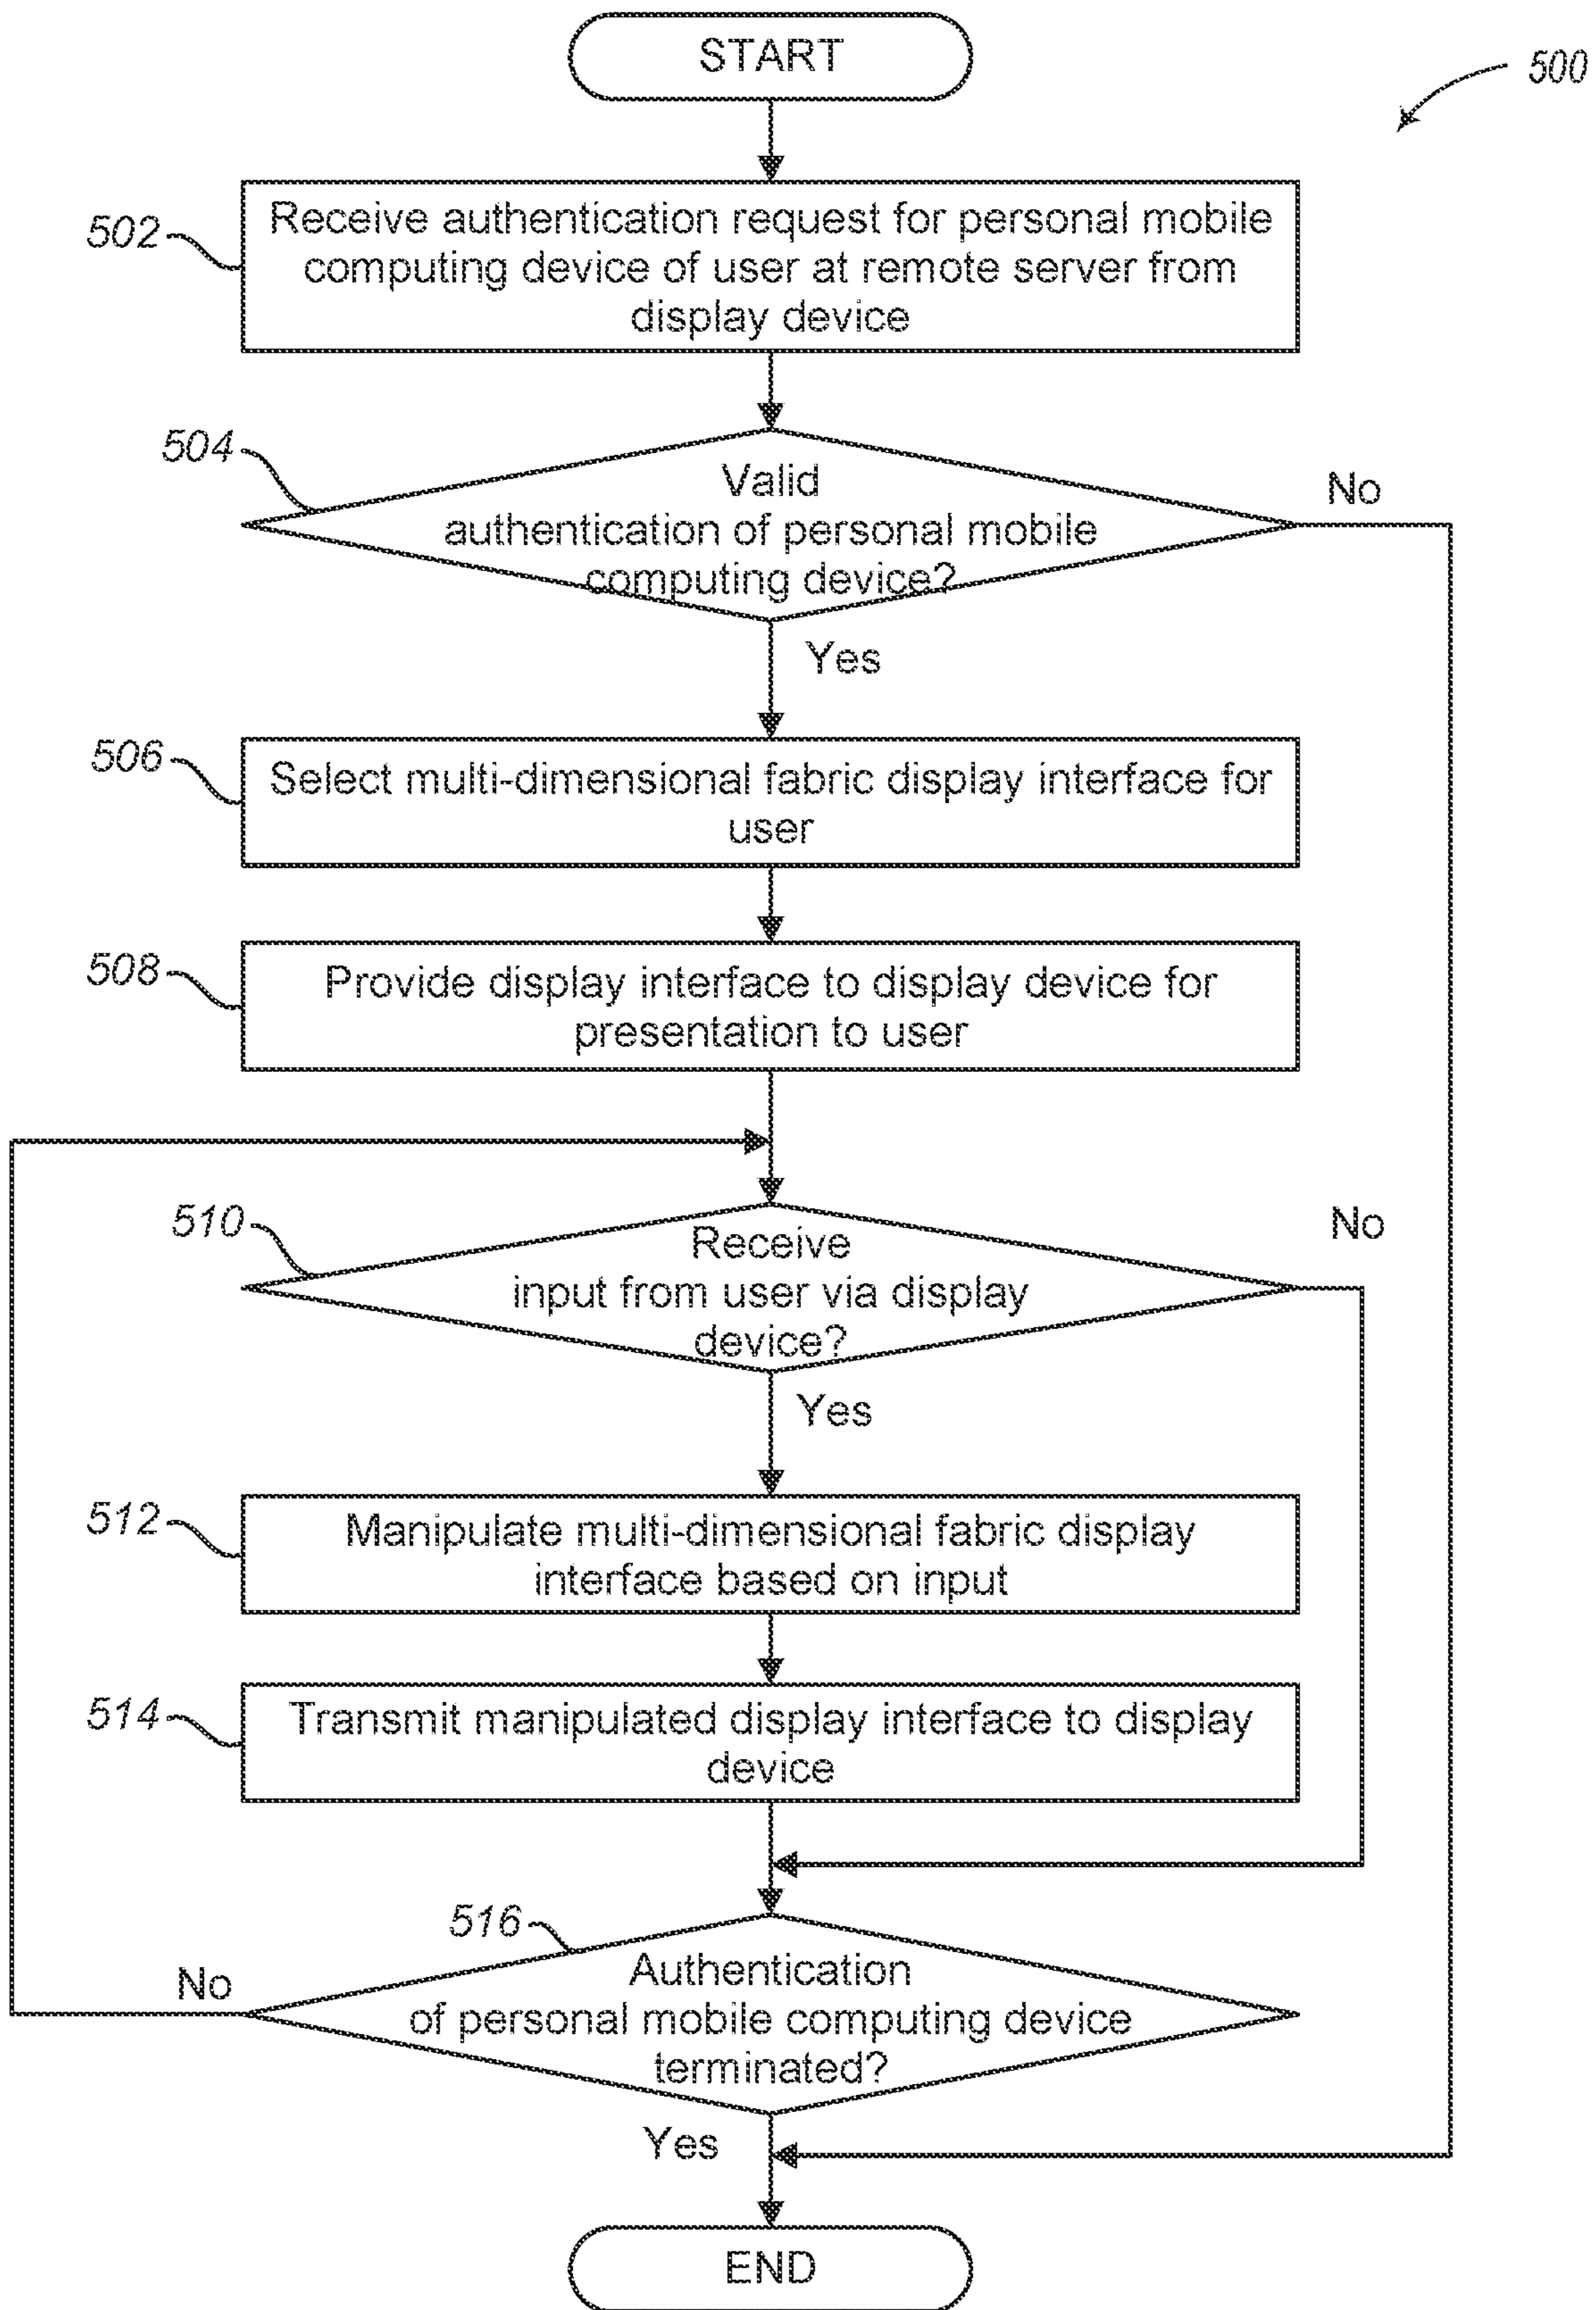 START
500
502
Receive authentication request for personal mobile
computing device of user at remote server from
display device
504
Valid
authentication of personal mobile
computing device?
No
Yes
506
Select multi-dimensional fabric display interface for
user
508
Provide display interface to display device for
presentation to user
510
Receive
input from user via display
device?
No
Yes
512
Manipulate multi-dimensional fabric display
interface based on input
514
Transmit manipulated display interface to display
device
516
Authentication
of personal mobile computing device
terminated?
No
Yes
END